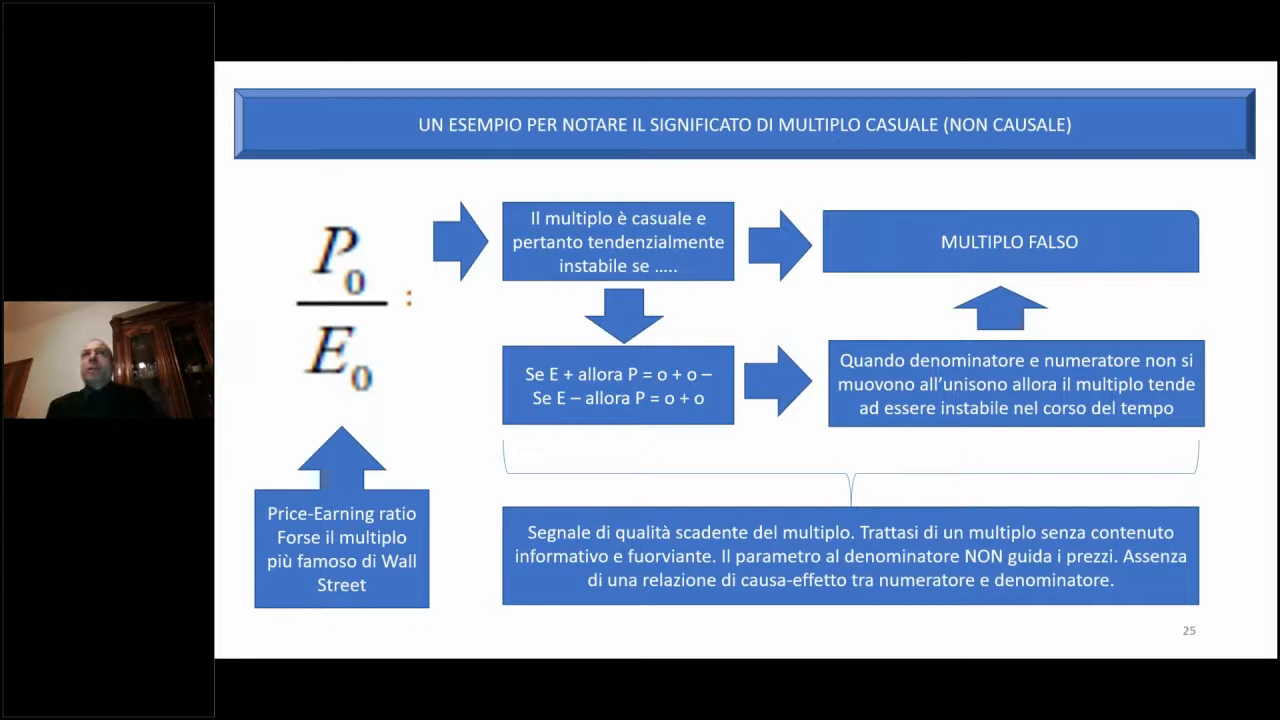 UN ESEMPIO PER NOTARE IL SIGNIFICATO DI MULTIPLO CASUALE (NON CAUSALE)
P0
E0
:
Il multiplo è casuale e
pertanto tendenzialmente
instabile se …..
MULTIPLO FALSO
Se E + allora P = o + o –
Se E – allora P = o + o
Quando denominatore e numeratore non si
muovono all’unisono allora il multiplo tende
ad essere instabile nel corso del tempo
Price-Earning ratio
Forse il multiplo
più famoso di Wall
Street
Segnale di qualità scadente del multiplo. Trattasi di un multiplo senza contenuto
informativo e fuorviante. Il parametro al denominatore NON guida i prezzi. Assenza
di una relazione di causa-effetto tra numeratore e denominatore.
25